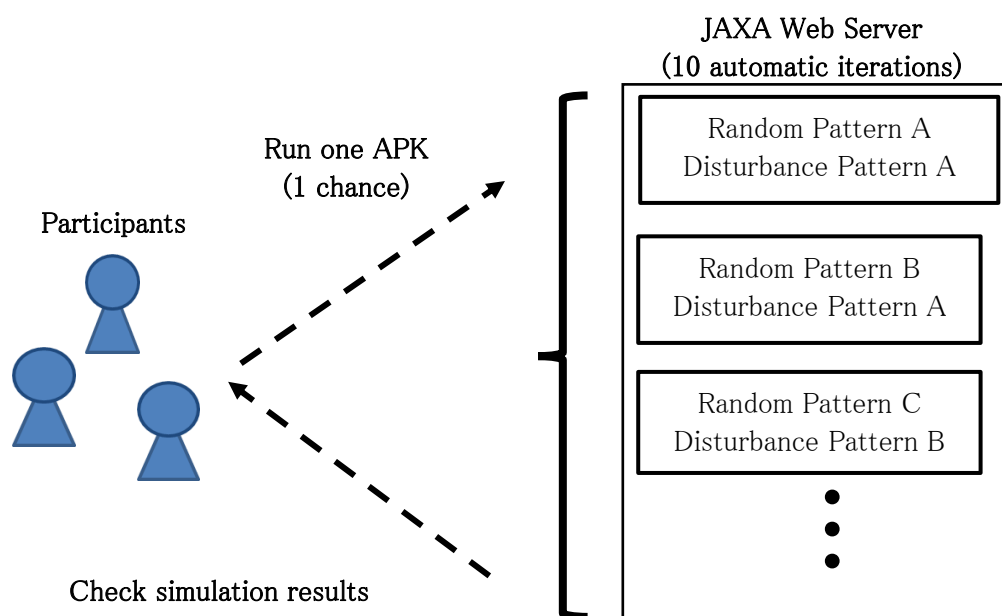 JAXA Web Server
(10 automatic iterations)
Run one APK
(1 chance)
Participants
Random Pattern A
Disturbance Pattern A
Random Pattern B
Disturbance Pattern A
Random Pattern C
Disturbance Pattern B
Check simulation results